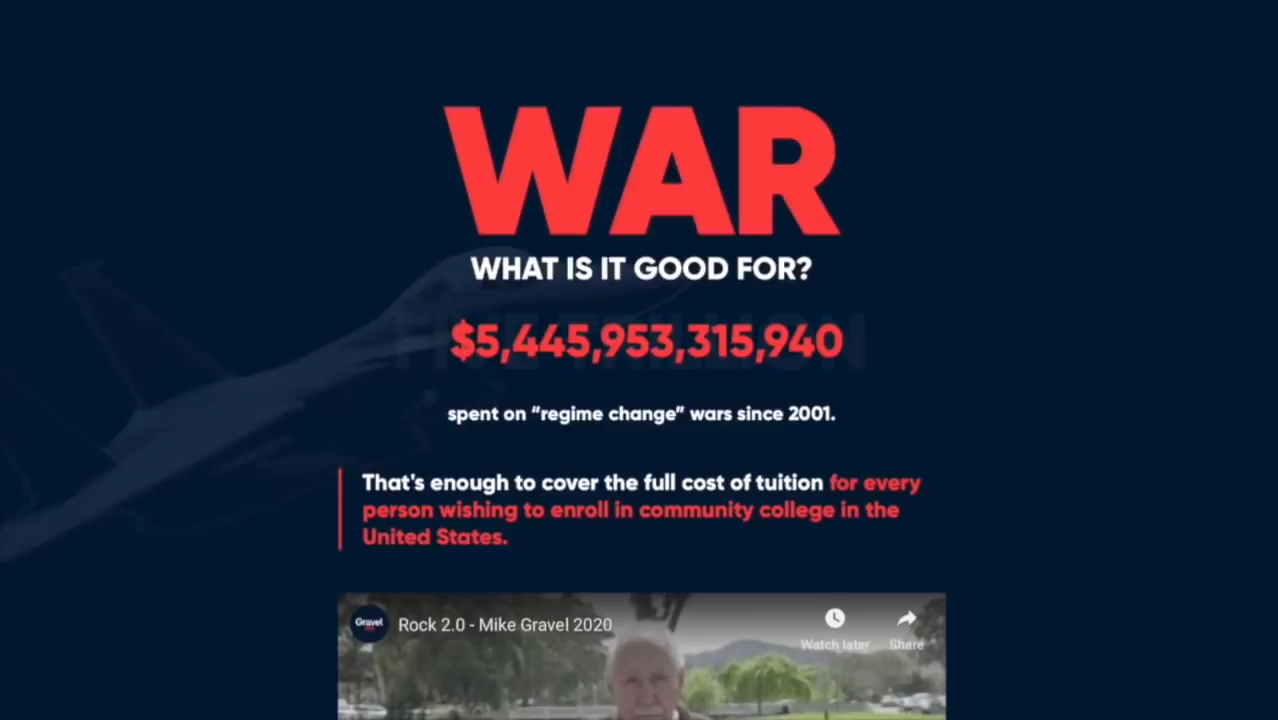 WAR
WHAT IS IT GOOD FOR?
FIVE TRILLION
$5,445,953,315,940
spent on “regime change” wars since 2001.
That's enough to cover the full cost of tuition for every
person wishing to enroll in community college in the
United States.
Gravel
Rock 2.0 - Mike Gravel 2020
Watch later
Share